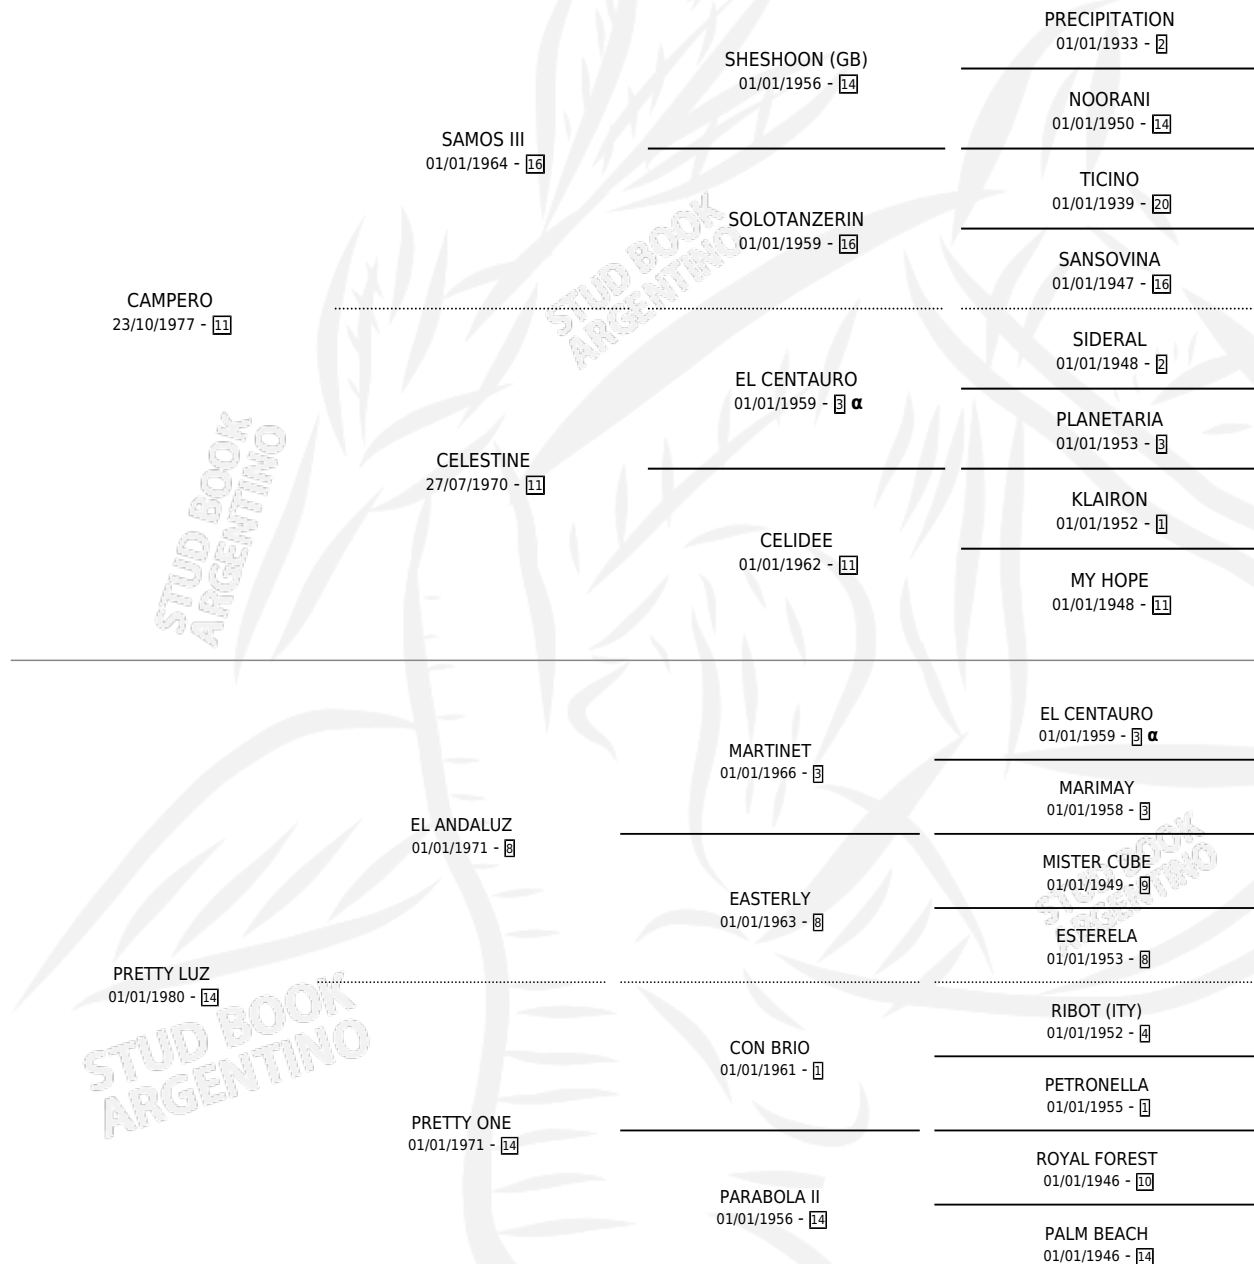 PRECIPITATION
01/01/1933 - 2
SHESHOON (GB)
01/01/1956 - 14
NOORANI
01/01/1950 - 14
SAMOS III
01/01/1964 - 16
TICINO
01/01/1939 - 20
SOLOTANZERIN
01/01/1959 - 16
SANSOVINA
01/01/1947 - 16
CAMPERO
23/10/1977 - 11
SIDERAL
01/01/1948 - 2
EL CENTAURO
01/01/1959 - 3 α
PLANETARIA
01/01/1953 - 3
CELESTINE
27/07/1970 - 11
KLAIRON
01/01/1952 - 1
CELIDEE
01/01/1962 - 11
MY HOPE
01/01/1948 - 11
STUD BOOK
ARGENTINO
STUD BOOK
ARGENTINO
EL CENTAURO
01/01/1959 - 3 α
MARTINET
01/01/1966 - 3
MARIMAY
01/01/1958 - 3
EL ANDALUZ
01/01/1971 - 8
MISTER CUBE
01/01/1949 - 9
EASTERLY
01/01/1963 - 8
ESTERELA
01/01/1953 - 8
PRETTY LUZ
01/01/1980 - 14
RIBOT (ITY)
01/01/1952 - 4
CON BRIO
01/01/1961 - 1
PETRONELLA
01/01/1955 - 1
PRETTY ONE
01/01/1971 - 14
ROYAL FOREST
01/01/1946 - 10
PARABOLA II
01/01/1956 - 14
PALM BEACH
01/01/1946 - 14
STUD BOOK
ARGENTINO
STUD BOOK
ARGENTINO